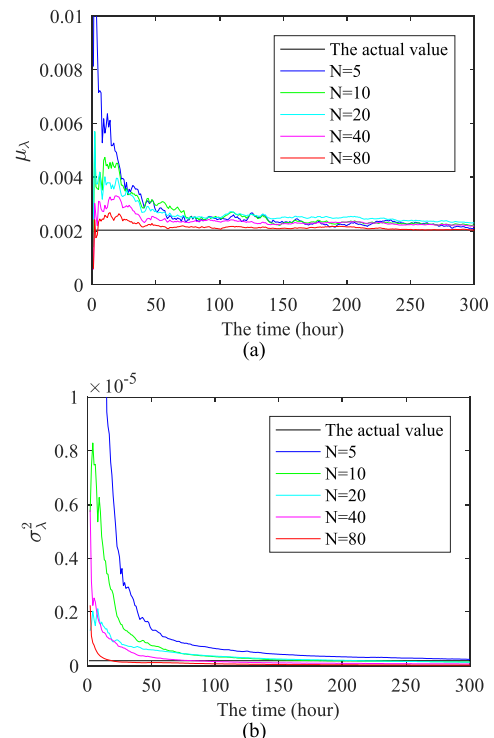 0.01
The actual value
N=5
0.008
N=10
N=20
0.006
N=40
μλ
N=80
0.004
0.002
0
0 50 100 150 200 250 300
The time (hour)
(a)
× 10^-5
1
The actual value
N=5
0.8
N=10
N=20
0.6
N=40
σ²λ
N=80
0.4
0.2
0
0 50 100 150 200 250 300
The time (hour)
(b)